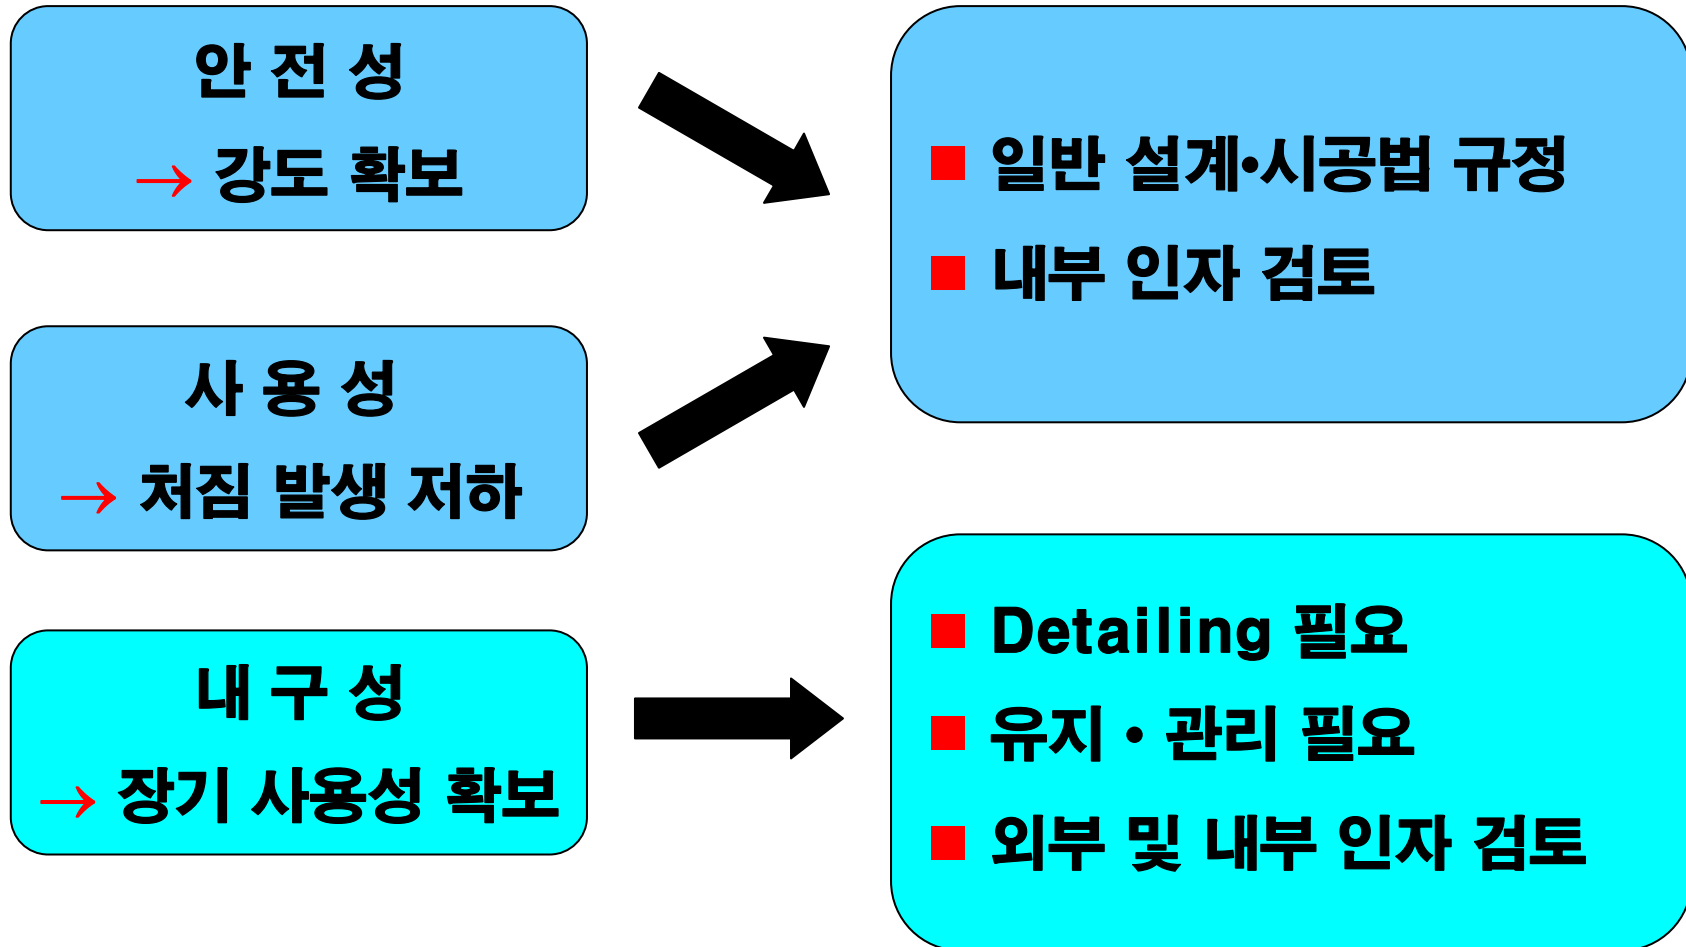 안 전 성
→ 강도 확보
사 용 성
→ 처짐 발생 저하
내 구 성
→ 장기 사용성 확보
■ 일반 설계•시공법 규정
■ 내부 인자 검토
■ Detailing 필요
■ 유지 • 관리 필요
■ 외부 및 내부 인자 검토